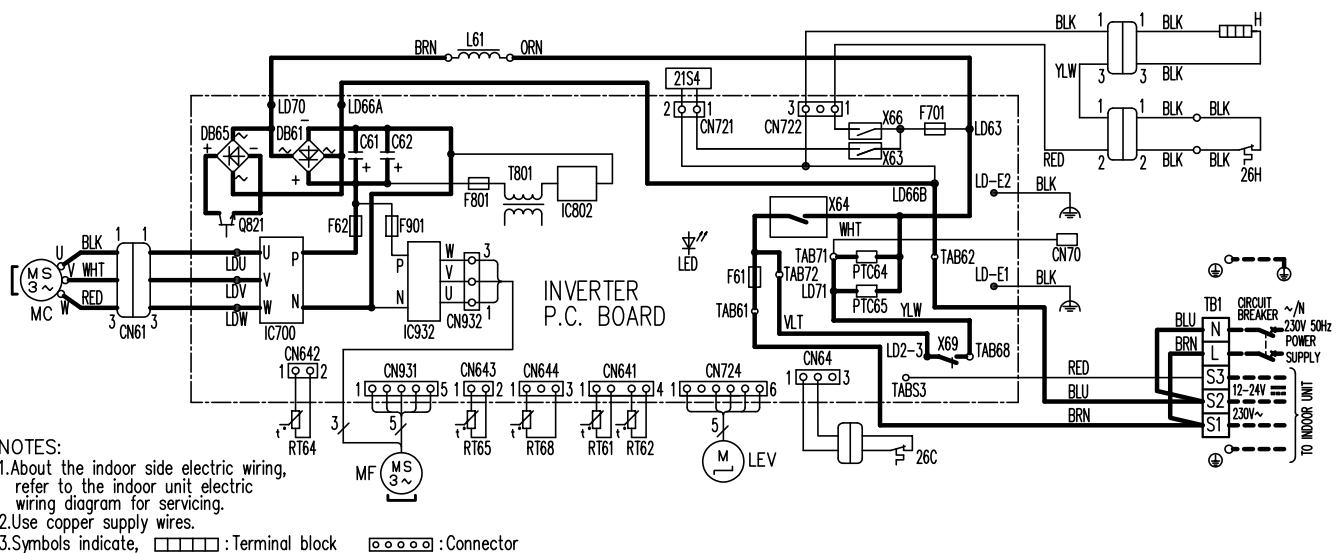 BLK 1 1 H
BRN L61 ORN
YLW 3 3 BLK
21S4
LD70 LD66A
2 1 CN721
3 1 CN722
X66 F701
LD63
X63
1 1 BLK BLK
RED 2 2 BLK BLK
26H
DB65 DB61 C61 C62
+ - ~ ~ - ~ ~ + + +
T801
F801 IC802
LD66B
LD-E2 BLK
Q821
F62 F901
X64
WHT
CN70
LED
TAB71 PTC64 TAB62
F61 TAB72 LD71 PTC65
LD-E1 BLK
TAB61 YLW
VLT
LD2-3 X69 TAB68
U BLK 1 1
MS 3~ V WHT
W RED 3 3
MC CN61
LDU U P
LDV V
LDW W N
IC700
P W 3
V
N U 1
IC932 CN932
INVERTER
P.C. BOARD
TB1 CIRCUIT BREAKER ~/N
230V 50Hz
POWER
SUPPLY
BLU N
BRN L
RED S3
BLU 12-24V S2
BRN 230V~ S1
TO INDOOR UNIT
CN642 1 2
CN931 1 5
CN643 1 2
CN644 1 3
CN641 1 4
CN724 1 6
CN64 1 3
TABS3
t° RT64
3 5
t° RT65
t° RT68
t° RT61 t° RT62
5
MF MS 3~
M LEV
26C
NOTES:
1.About the indoor side electric wiring,
refer to the indoor unit electric
wiring diagram for servicing.
2.Use copper supply wires.
3.Symbols indicate, : Terminal block : Connector